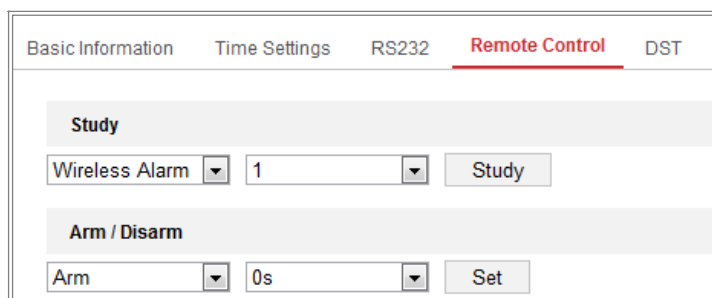 Basic Information Time Settings RS232 Remote Control DST
Study
Wireless Alarm 1 Study
Arm / Disarm
Arm 0s Set